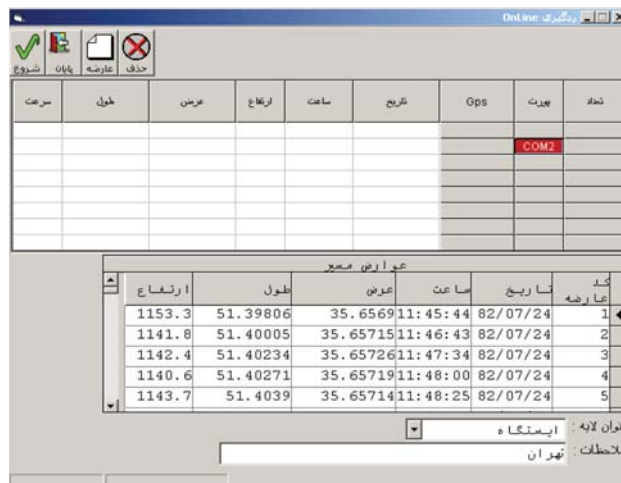 ردگیری OnLine
شروع پایان عارضه حذف
تعداد پورت Gps تاریخ ساعت ارتفاع عرض طول سرعت
COM2
عوارض مسیر
کد عارضه تاریخ ساعت عرض طول ارتفاع
1 82/07/24 11:45:44 35.6569 51.39806 1153.3
2 82/07/24 11:46:43 35.65715 51.40005 1141.8
3 82/07/24 11:47:34 35.65726 51.40234 1142.4
4 82/07/24 11:48:00 35.65719 51.40271 1140.6
5 82/07/24 11:48:25 35.65714 51.4039 1143.7
لایه : ایستگاه
تهران